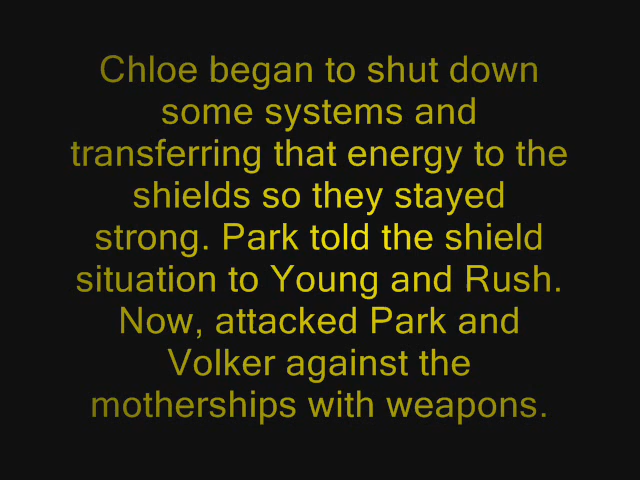 Chloe began to shut down
some systems and
transferring that energy to the
shields so they stayed
strong. Park told the shield
situation to Young and Rush.
Now, attacked Park and
Volker against the
motherships with weapons.